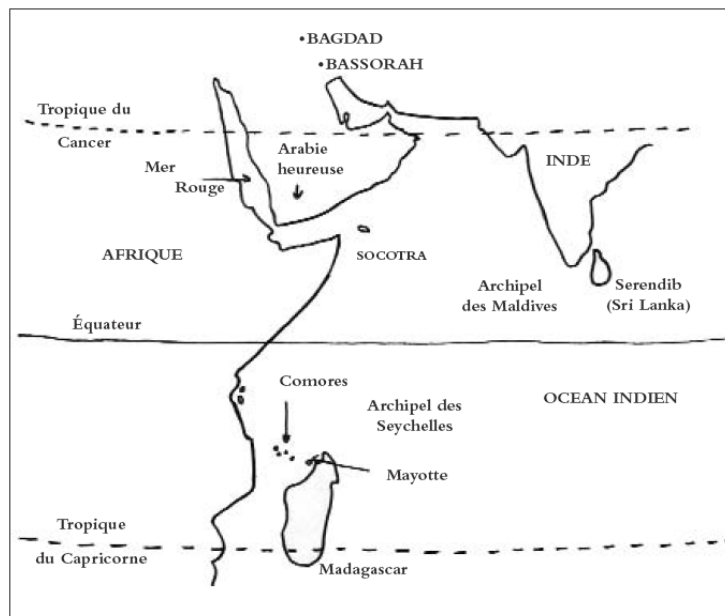 •BAGDAD
•BASSORAH
Tropique du
Cancer
Arabie
heureuse
Mer
Rouge
INDE
AFRIQUE
SOCOTRA
Archipel
des Maldives
Serendib
(Sri Lanka)
Équateur
Comores
Archipel des
Seychelles
OCEAN INDIEN
Mayotte
Tropique
du Capricorne
Madagascar